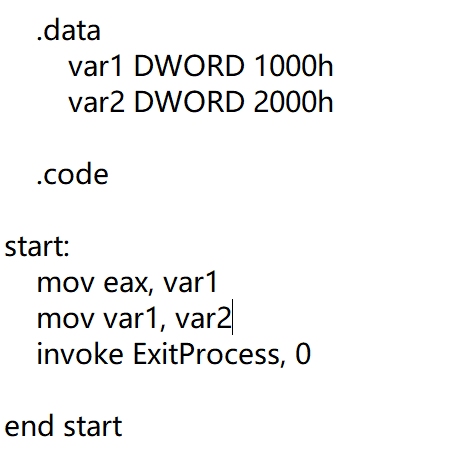 .data
var1 DWORD 1000h
var2 DWORD 2000h
.code
start:
mov eax, var1
mov var1, var2
invoke ExitProcess, 0
end start